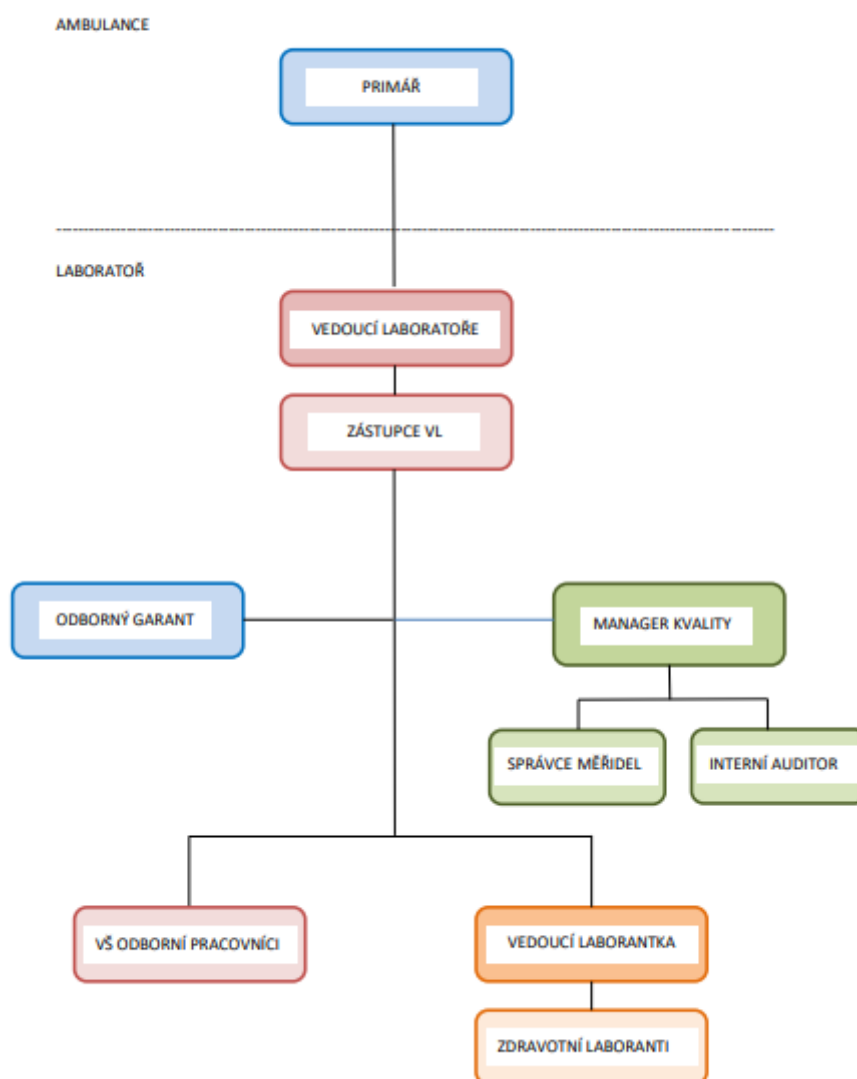 AMBULANCE
PRIMÁŘ
LABORATOŘ
VEDOUCÍ LABORATOŘE
ZÁSTUPCE VL
ODBORNÝ GARANT
MANAGER KVALITY
SPRÁVCE MĚŘIDEL
INTERNÍ AUDITOR
VŠ ODBORNÍ PRACOVNÍCI
VEDOUCÍ LABORANTKA
ZDRAVOTNÍ LABORANTI